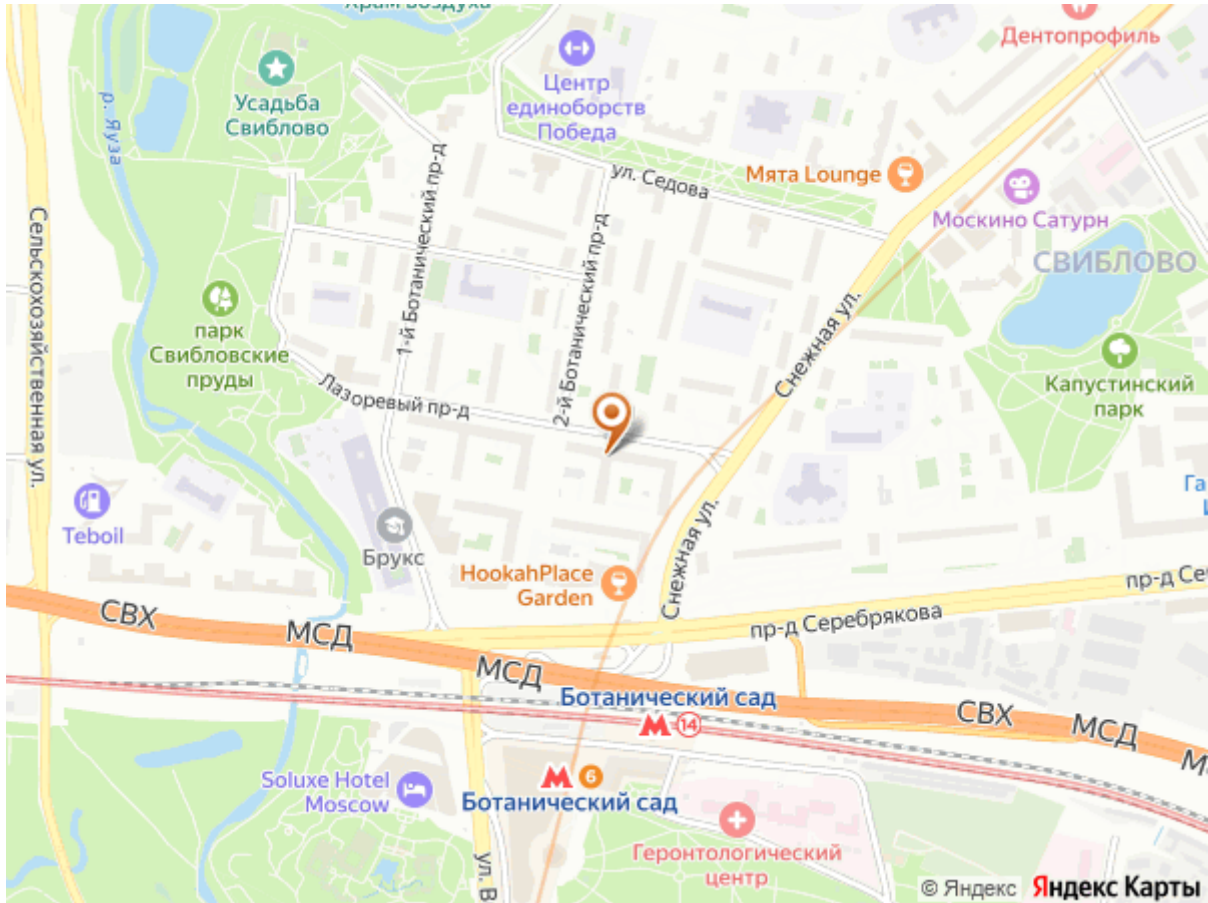 Храм воздуха
Дентопрофиль
Центр
единоборств
Победа
Усадьба
Свиблово
р. Яуза
ул. Седова
Мята Lounge
Москино Сатурн
СВИБЛОВО
Сельскохозяйственная ул.
1-й Ботанический пр-д
2-й Ботанический пр-д
парк
Свибловские
пруды
Снежная ул.
Капустинский
парк
Лазоревый пр-д
Teboil
Брукс
Снежная ул.
HookahPlace
Garden
пр-д Серебрякова
СВХ
МСД
МСД
Ботанический сад
14
СВХ
МСД
Soluxe Hotel
Moscow
6
Ботанический сад
Геронтологический
центр
© Яндекс Яндекс Карты